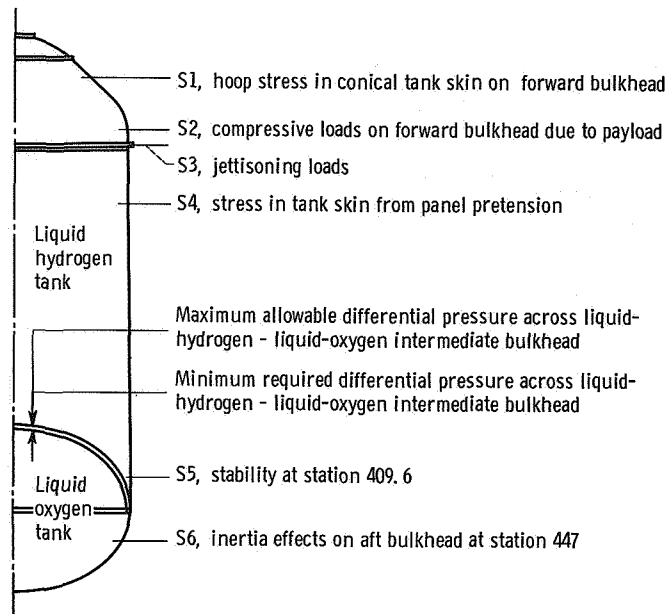 S1, hoop stress in conical tank skin on forward bulkhead
S2, compressive loads on forward bulkhead due to payload
S3, jettisoning loads
S4, stress in tank skin from panel pretension
Liquid
hydrogen
tank
Maximum allowable differential pressure across liquid-
hydrogen - liquid-oxygen intermediate bulkhead
Minimum required differential pressure across liquid-
hydrogen - liquid-oxygen intermediate bulkhead
S5, stability at station 409.6
Liquid
oxygen
tank
S6, inertia effects on aft bulkhead at station 447